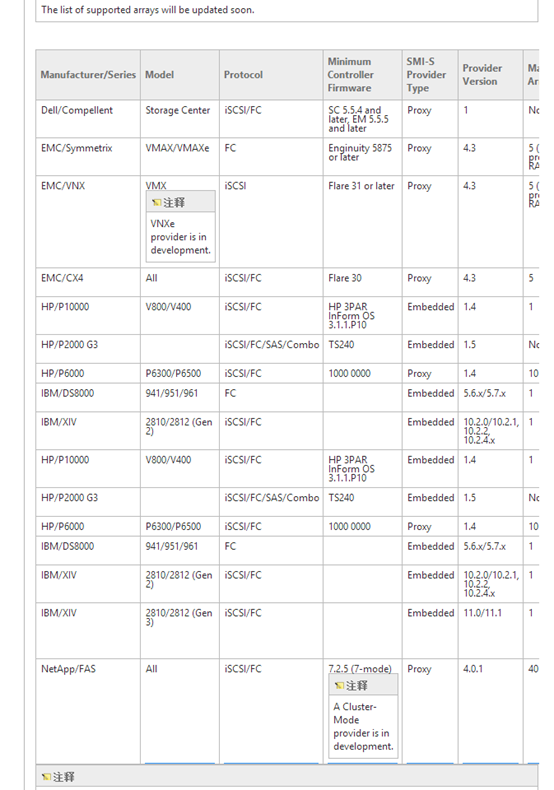 The list of supported arrays will be updated soon.
Manufacturer/Series Model Protocol Minimum Controller Firmware SMI-S Provider Type Provider Version
Dell/Compellent Storage Center iSCSI/FC SC 5.5.4 and later, EM 5.5.5 and later Proxy 1
EMC/Symmetrix VMAX/VMAXe FC Enginuity 5875 or later Proxy 4.3 5 (
EMC/VNX VMX iSCSI Flare 31 or later Proxy 4.3 5 (
注释
VNXe
provider is in
development.
EMC/CX4 All iSCSI/FC Flare 30 Proxy 4.3 5
HP/P10000 V800/V400 iSCSI/FC HP 3PAR InForm OS 3.1.1.P10 Embedded 1.4 1
HP/P2000 G3 iSCSI/FC/SAS/Combo TS240 Embedded 1.5
HP/P6000 P6300/P6500 iSCSI/FC 1000 0000 Proxy 1.4 10
IBM/DS8000 941/951/961 FC Embedded 5.6.x/5.7.x 1
IBM/XIV 2810/2812 (Gen 2) iSCSI/FC Embedded 10.2.0/10.2.1, 10.2.2, 10.2.4.x 1
HP/P10000 V800/V400 iSCSI/FC HP 3PAR InForm OS 3.1.1.P10 Embedded 1.4 1
HP/P2000 G3 iSCSI/FC/SAS/Combo TS240 Embedded 1.5
HP/P6000 P6300/P6500 iSCSI/FC 1000 0000 Proxy 1.4 10
IBM/DS8000 941/951/961 FC Embedded 5.6.x/5.7.x 1
IBM/XIV 2810/2812 (Gen 2) iSCSI/FC Embedded 10.2.0/10.2.1, 10.2.2, 10.2.4.x 1
IBM/XIV 2810/2812 (Gen 3) iSCSI/FC Embedded 11.0/11.1 1
NetApp/FAS All iSCSI/FC 7.2.5 (7-mode) Proxy 4.0.1 40
注释
A Cluster-
Mode
provider is in
development.
注释